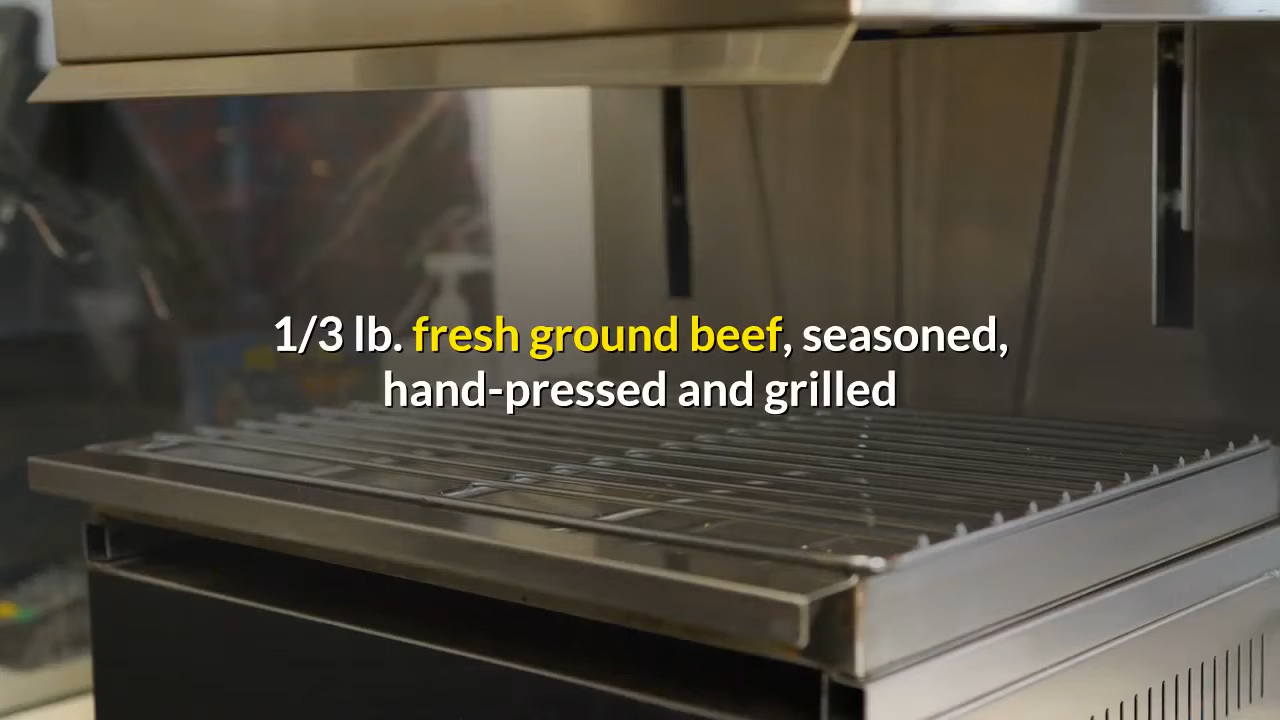 1/3 lb. fresh ground beef, seasoned,
hand-pressed and grilled